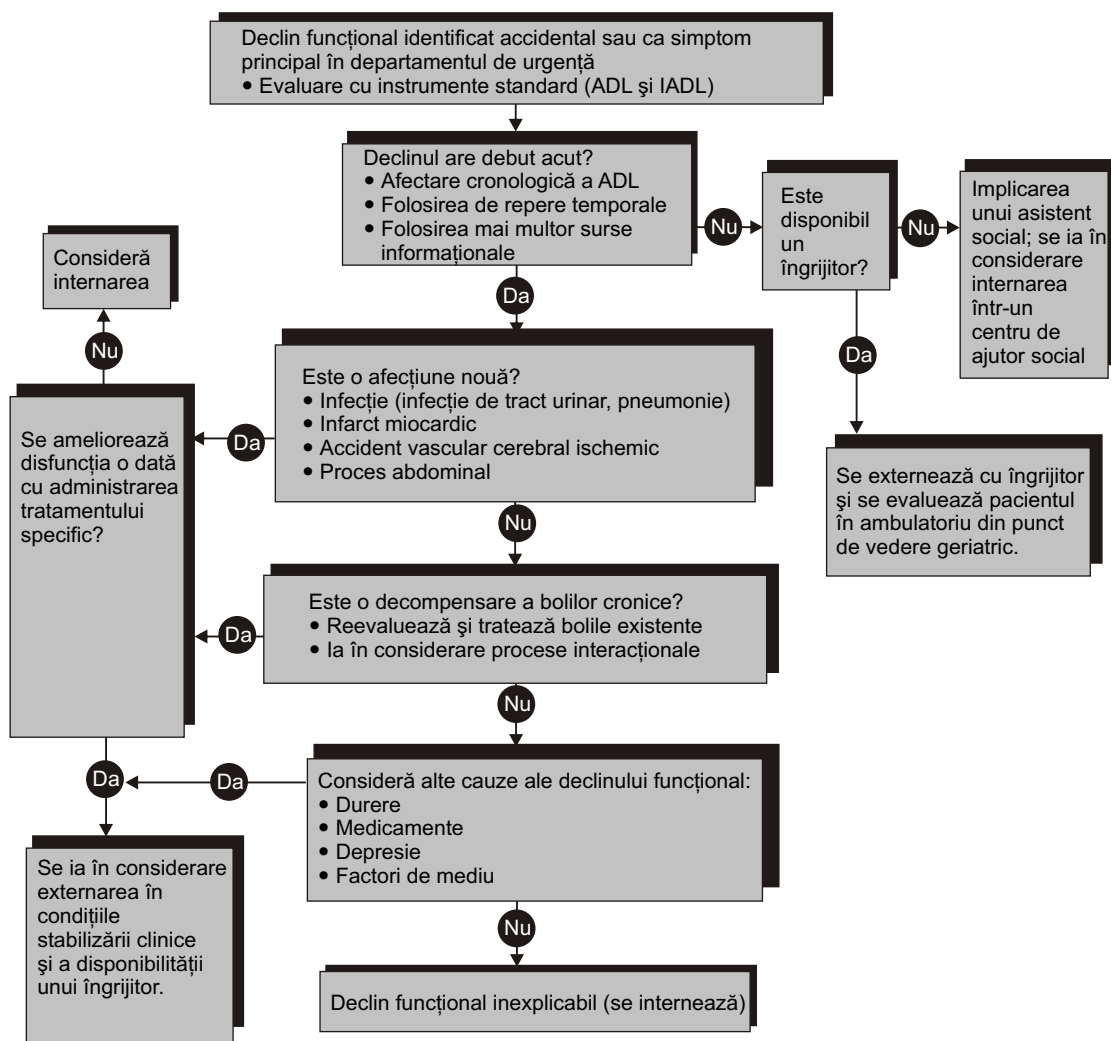 Declin funcțional identificat accidental sau ca simptom
principal în departamentul de urgență
• Evaluare cu instrumente standard (ADL şi IADL)
Declinul are debut acut?
• Afectare cronologică a ADL
• Folosirea de repere temporale
• Folosirea mai multor surse
informaționale
Nu
Este
disponibil
un
îngrijitor?
Nu
Implicarea
unui asistent
social; se ia în
considerare
internarea
într-un
centru de
ajutor social
Da
Da
Se externează cu îngrijitor
şi se evaluează pacientul
în ambulatoriu din punct
de vedere geriatric.
Consideră
internarea
Nu
Este o afecțiune nouă?
• Infecție (infecție de tract urinar, pneumonie)
• Infarct miocardic
• Accident vascular cerebral ischemic
• Proces abdominal
Da
Se ameliorează
disfuncția o dată
cu administrarea
tratamentului
specific?
Nu
Este o decompensare a bolilor cronice?
• Reevaluează şi tratează bolile existente
• Ia în considerare procese interacționale
Da
Nu
Consideră alte cauze ale declinului funcțional:
• Durere
• Medicamente
• Depresie
• Factori de mediu
Da
Da
Se ia în considerare
externarea în
condițiile
stabilizării clinice
şi a disponibilității
unui îngrijitor.
Nu
Declin funcțional inexplicabil (se internează)